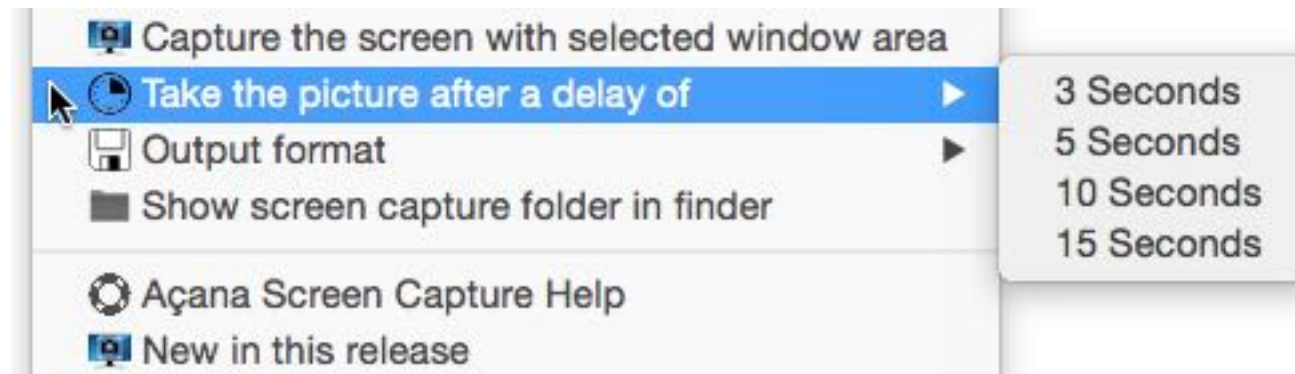 Capture the screen with selected window area
Take the picture after a delay of
Output format
Show screen capture folder in finder
Açana Screen Capture Help
New in this release
3 Seconds
5 Seconds
10 Seconds
15 Seconds